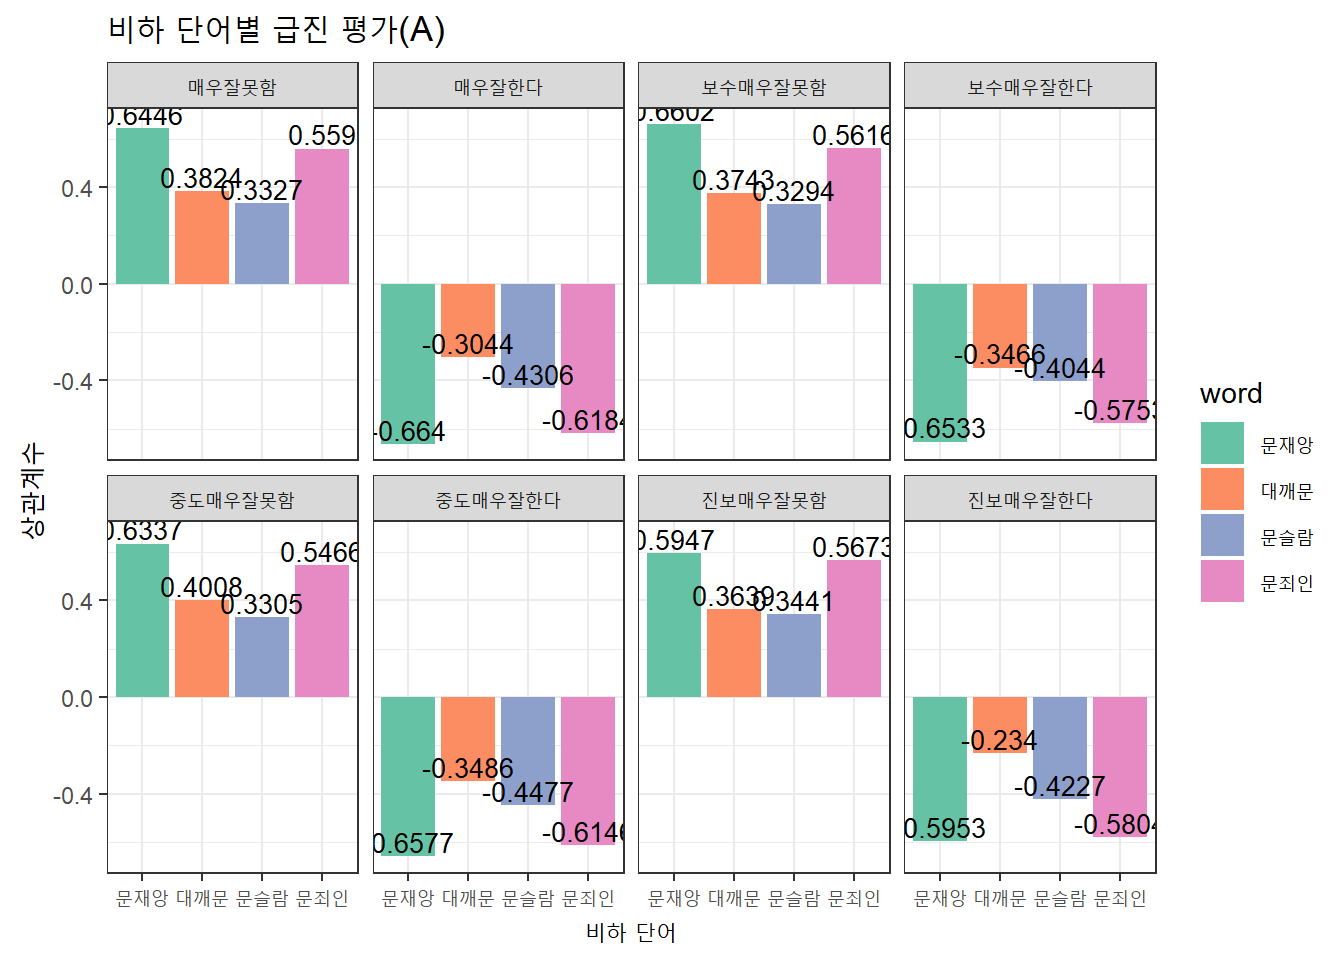 비하 단어별 급진 평가(A)
매우잘못함 매우잘한다 보수매우잘못함 보수매우잘한다
0.6446 0.3824 0.3327 0.559
-0.664 -0.3044 -0.4306 -0.6184
0.6602 0.3743 0.3294 0.5616
0.6533 -0.3466 -0.4044 -0.5753
0.4
0.0
-0.4
상관계수
중도매우잘못함 중도매우잘한다 진보매우잘못함 진보매우잘한다
0.6337 0.4008 0.3305 0.5466
0.6577 -0.3486 -0.4477 -0.6146
0.5947 0.3639 0.3441 0.5673
0.5953 -0.234 -0.4227 -0.5804
0.4
0.0
-0.4
문재앙 대깨문 문슬람 문죄인 문재앙 대깨문 문슬람 문죄인 문재앙 대깨문 문슬람 문죄인 문재앙 대깨문 문슬람 문죄인
비하 단어
word
문재앙
대깨문
문슬람
문죄인